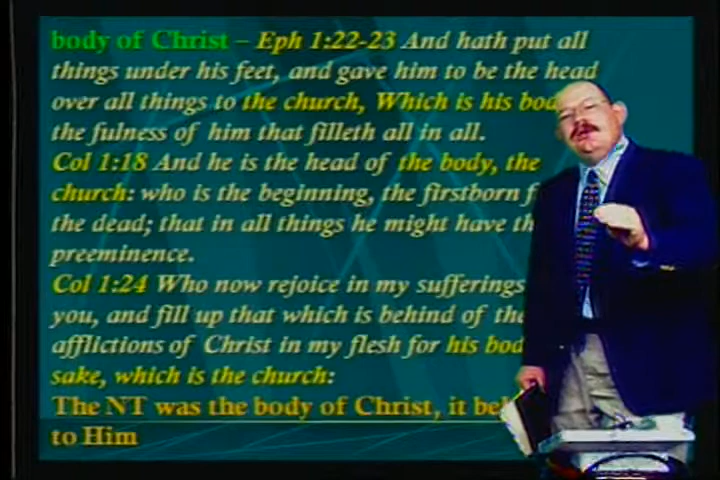 body of Christ – Eph 1:22-23 And hath put all
things under his feet, and gave him to be the head
over all things to the church, Which is his
the fulness of him that filleth all in all.
Col 1:18 And he is the head of the body, the
church: who is the beginning, the firstborn
the dead; that in all things he might have
preeminence.
Col 1:24 Who now rejoice in my sufferings
you, and fill up that which is behind of
afflictions of Christ in my flesh for his
sake, which is the church:
The NT was the body of Christ, it
to Him